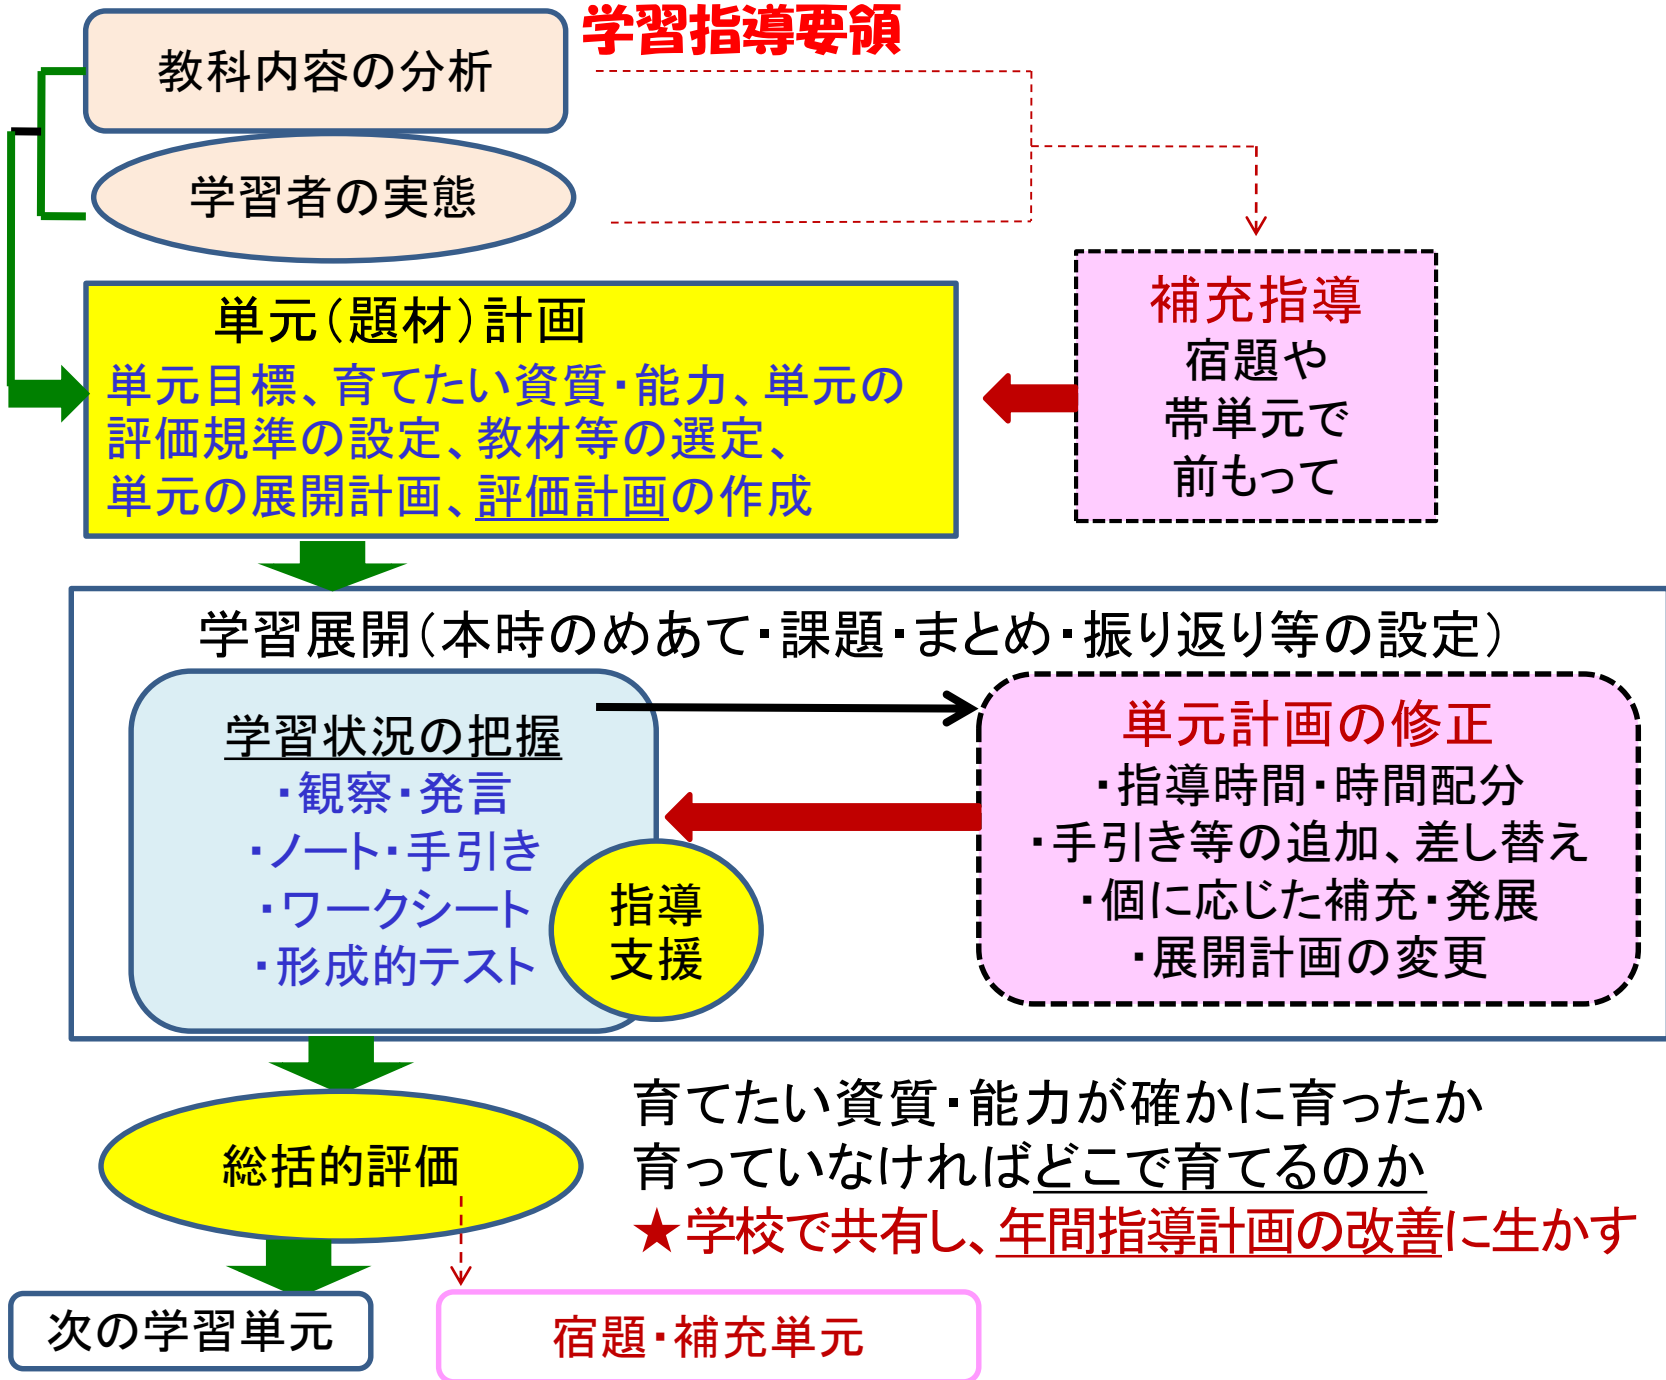 学習指導要領
教科内容の分析
学習者の実態
単元（題材）計画
単元目標、育てたい資質・能力、単元の
評価規準の設定、教材等の選定、
単元の展開計画、評価計画の作成
補充指導
宿題や
帯単元で
前もって
学習展開（本時のめあて・課題・まとめ・振り返り等の設定）
学習状況の把握
・観察・発言
・ノート・手引き
・ワークシート
・形成的テスト
指導
支援
単元計画の修正
・指導時間・時間配分
・手引き等の追加、差し替え
・個に応じた補充・発展
・展開計画の変更
総括的評価
育てたい資質・能力が確かに育ったか
育っていなければどこで育てるのか
★学校で共有し、年間指導計画の改善に生かす
次の学習単元
宿題・補充単元